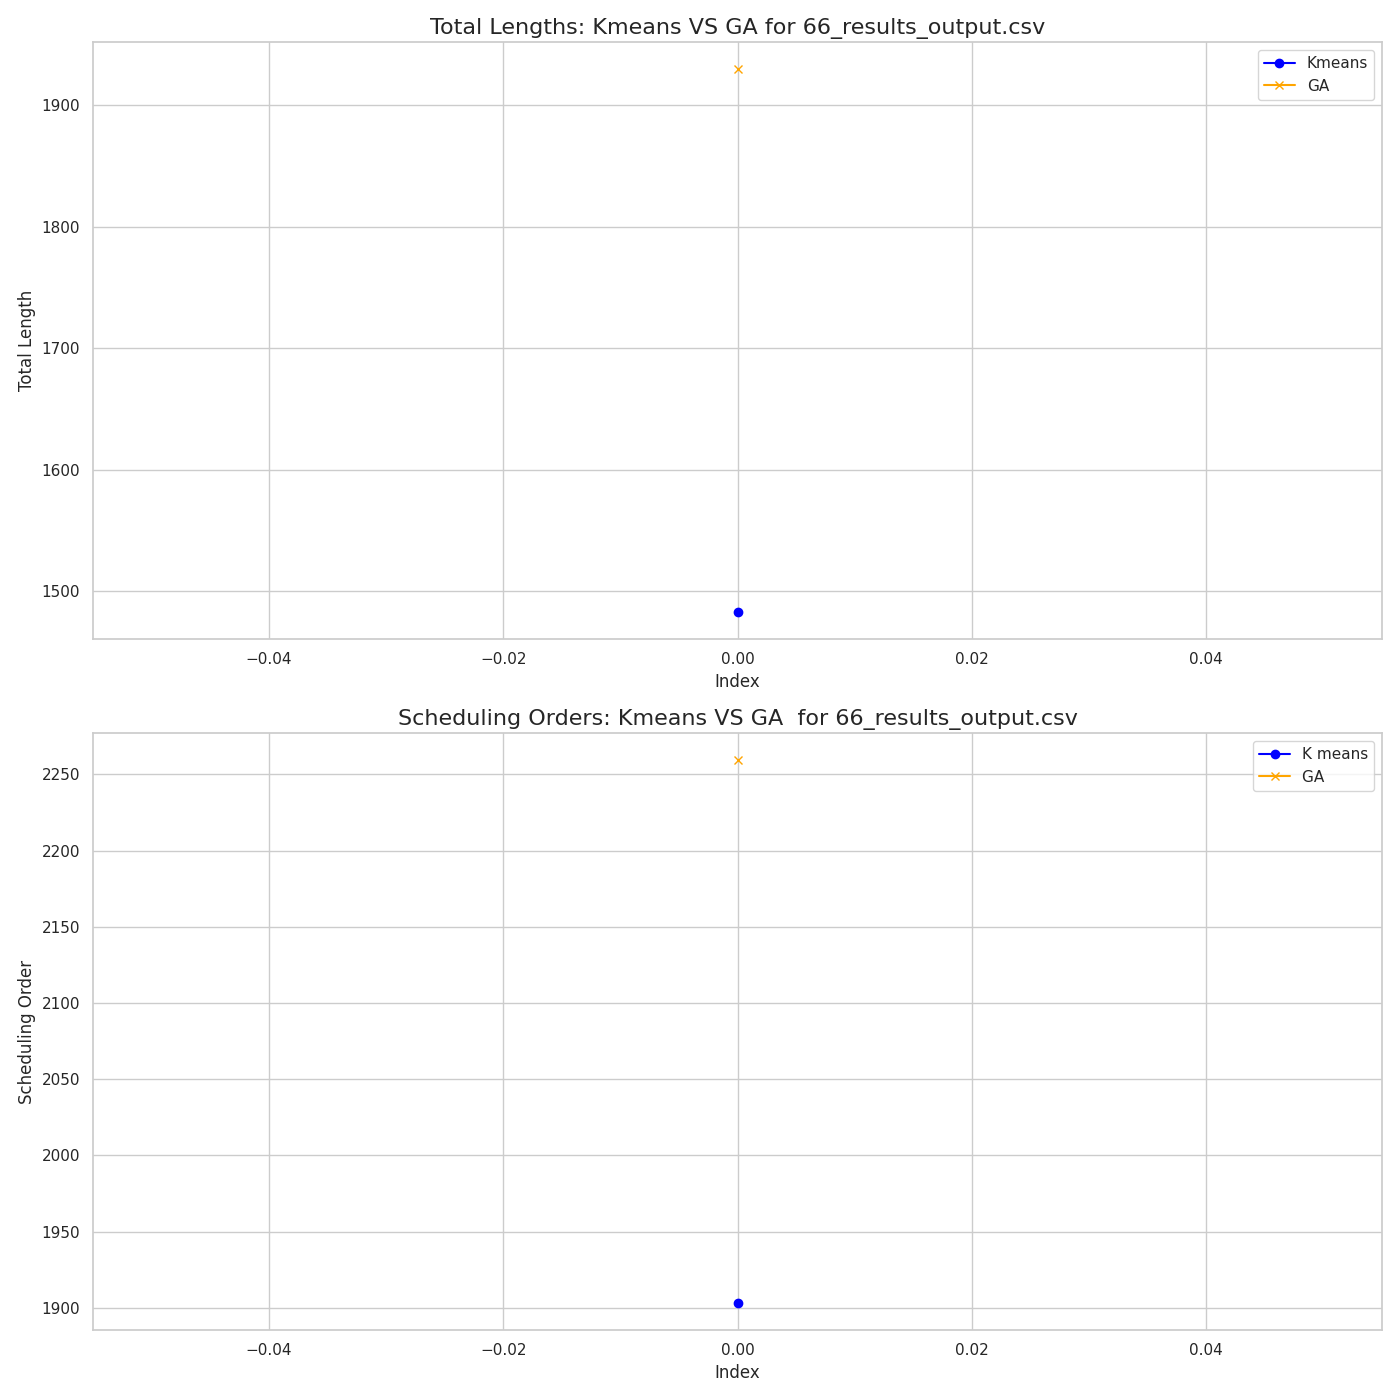 Total Lengths: Kmeans VS GA for 66_results_output.csv
Kmeans
GA
1900
1800
1700
1600
1500
Total Length
−0.04 −0.02 0.00 0.02 0.04
Index
Scheduling Orders: Kmeans VS GA  for 66_results_output.csv
K means
GA
2250
2200
2150
2100
2050
2000
1950
1900
Scheduling Order
−0.04 −0.02 0.00 0.02 0.04
Index